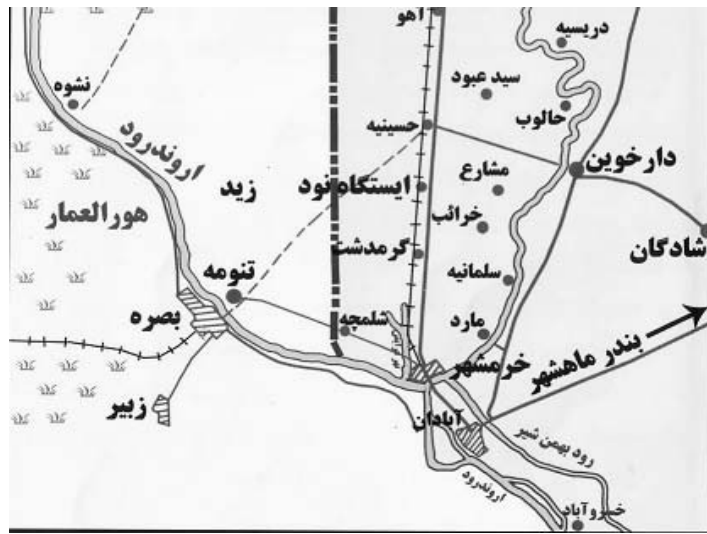 آهو
دریسیه
نشوه
سید عبود
حالوب
حسینیه
اروندرود
دارخوین
مشارع
ایستگاه نود
زید
هورالعمار
خرائب
شادگان
گرمدشت
سلمانیه
تنومه
بصره
شلمچه
مارد
بندر ماهشهر
خرمشهر
زبیر
آبادان
رود بهمن شیر
اروندرود
خسروآباد